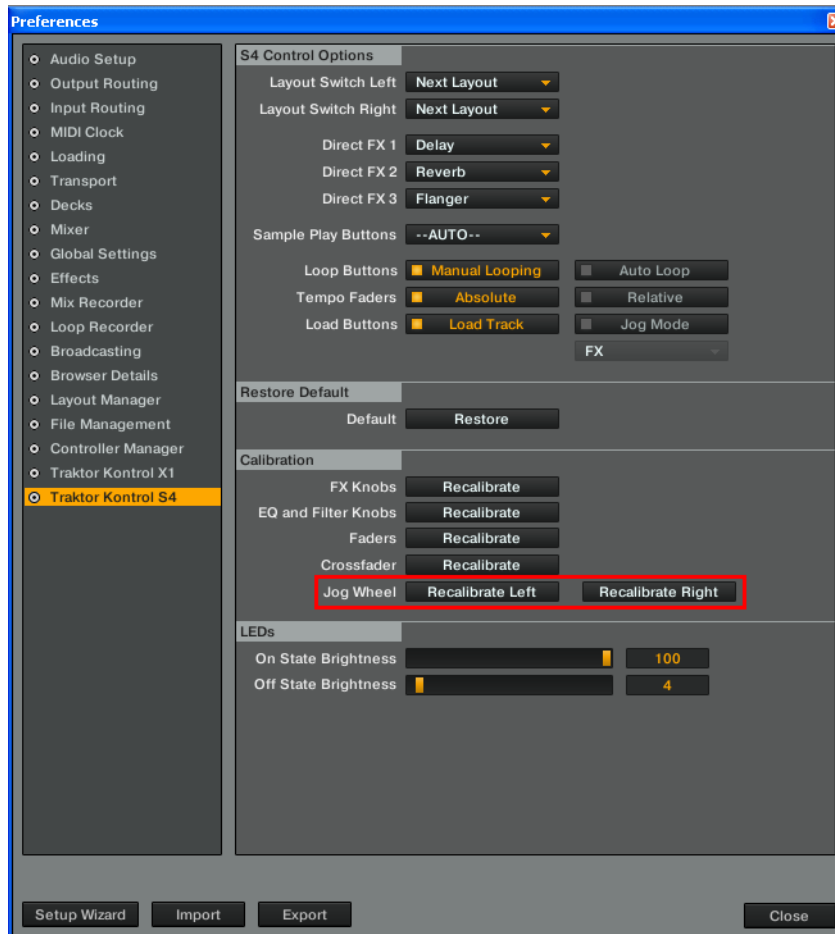 Preferences
Audio Setup
Output Routing
Input Routing
MIDI Clock
Loading
Transport
Decks
Mixer
Global Settings
Effects
Mix Recorder
Loop Recorder
Broadcasting
Browser Details
Layout Manager
File Management
Controller Manager
Traktor Kontrol X1
Traktor Kontrol S4
S4 Control Options
Layout Switch Left Next Layout
Layout Switch Right Next Layout
Direct FX 1 Delay
Direct FX 2 Reverb
Direct FX 3 Flanger
Sample Play Buttons --AUTO--
Loop Buttons Manual Looping Auto Loop
Tempo Faders Absolute Relative
Load Buttons Load Track Jog Mode
FX
Restore Default
Default Restore
Calibration
FX Knobs Recalibrate
EQ and Filter Knobs Recalibrate
Faders Recalibrate
Crossfader Recalibrate
Jog Wheel Recalibrate Left Recalibrate Right
LEDs
On State Brightness 100
Off State Brightness 4
Setup Wizard Import Export Close